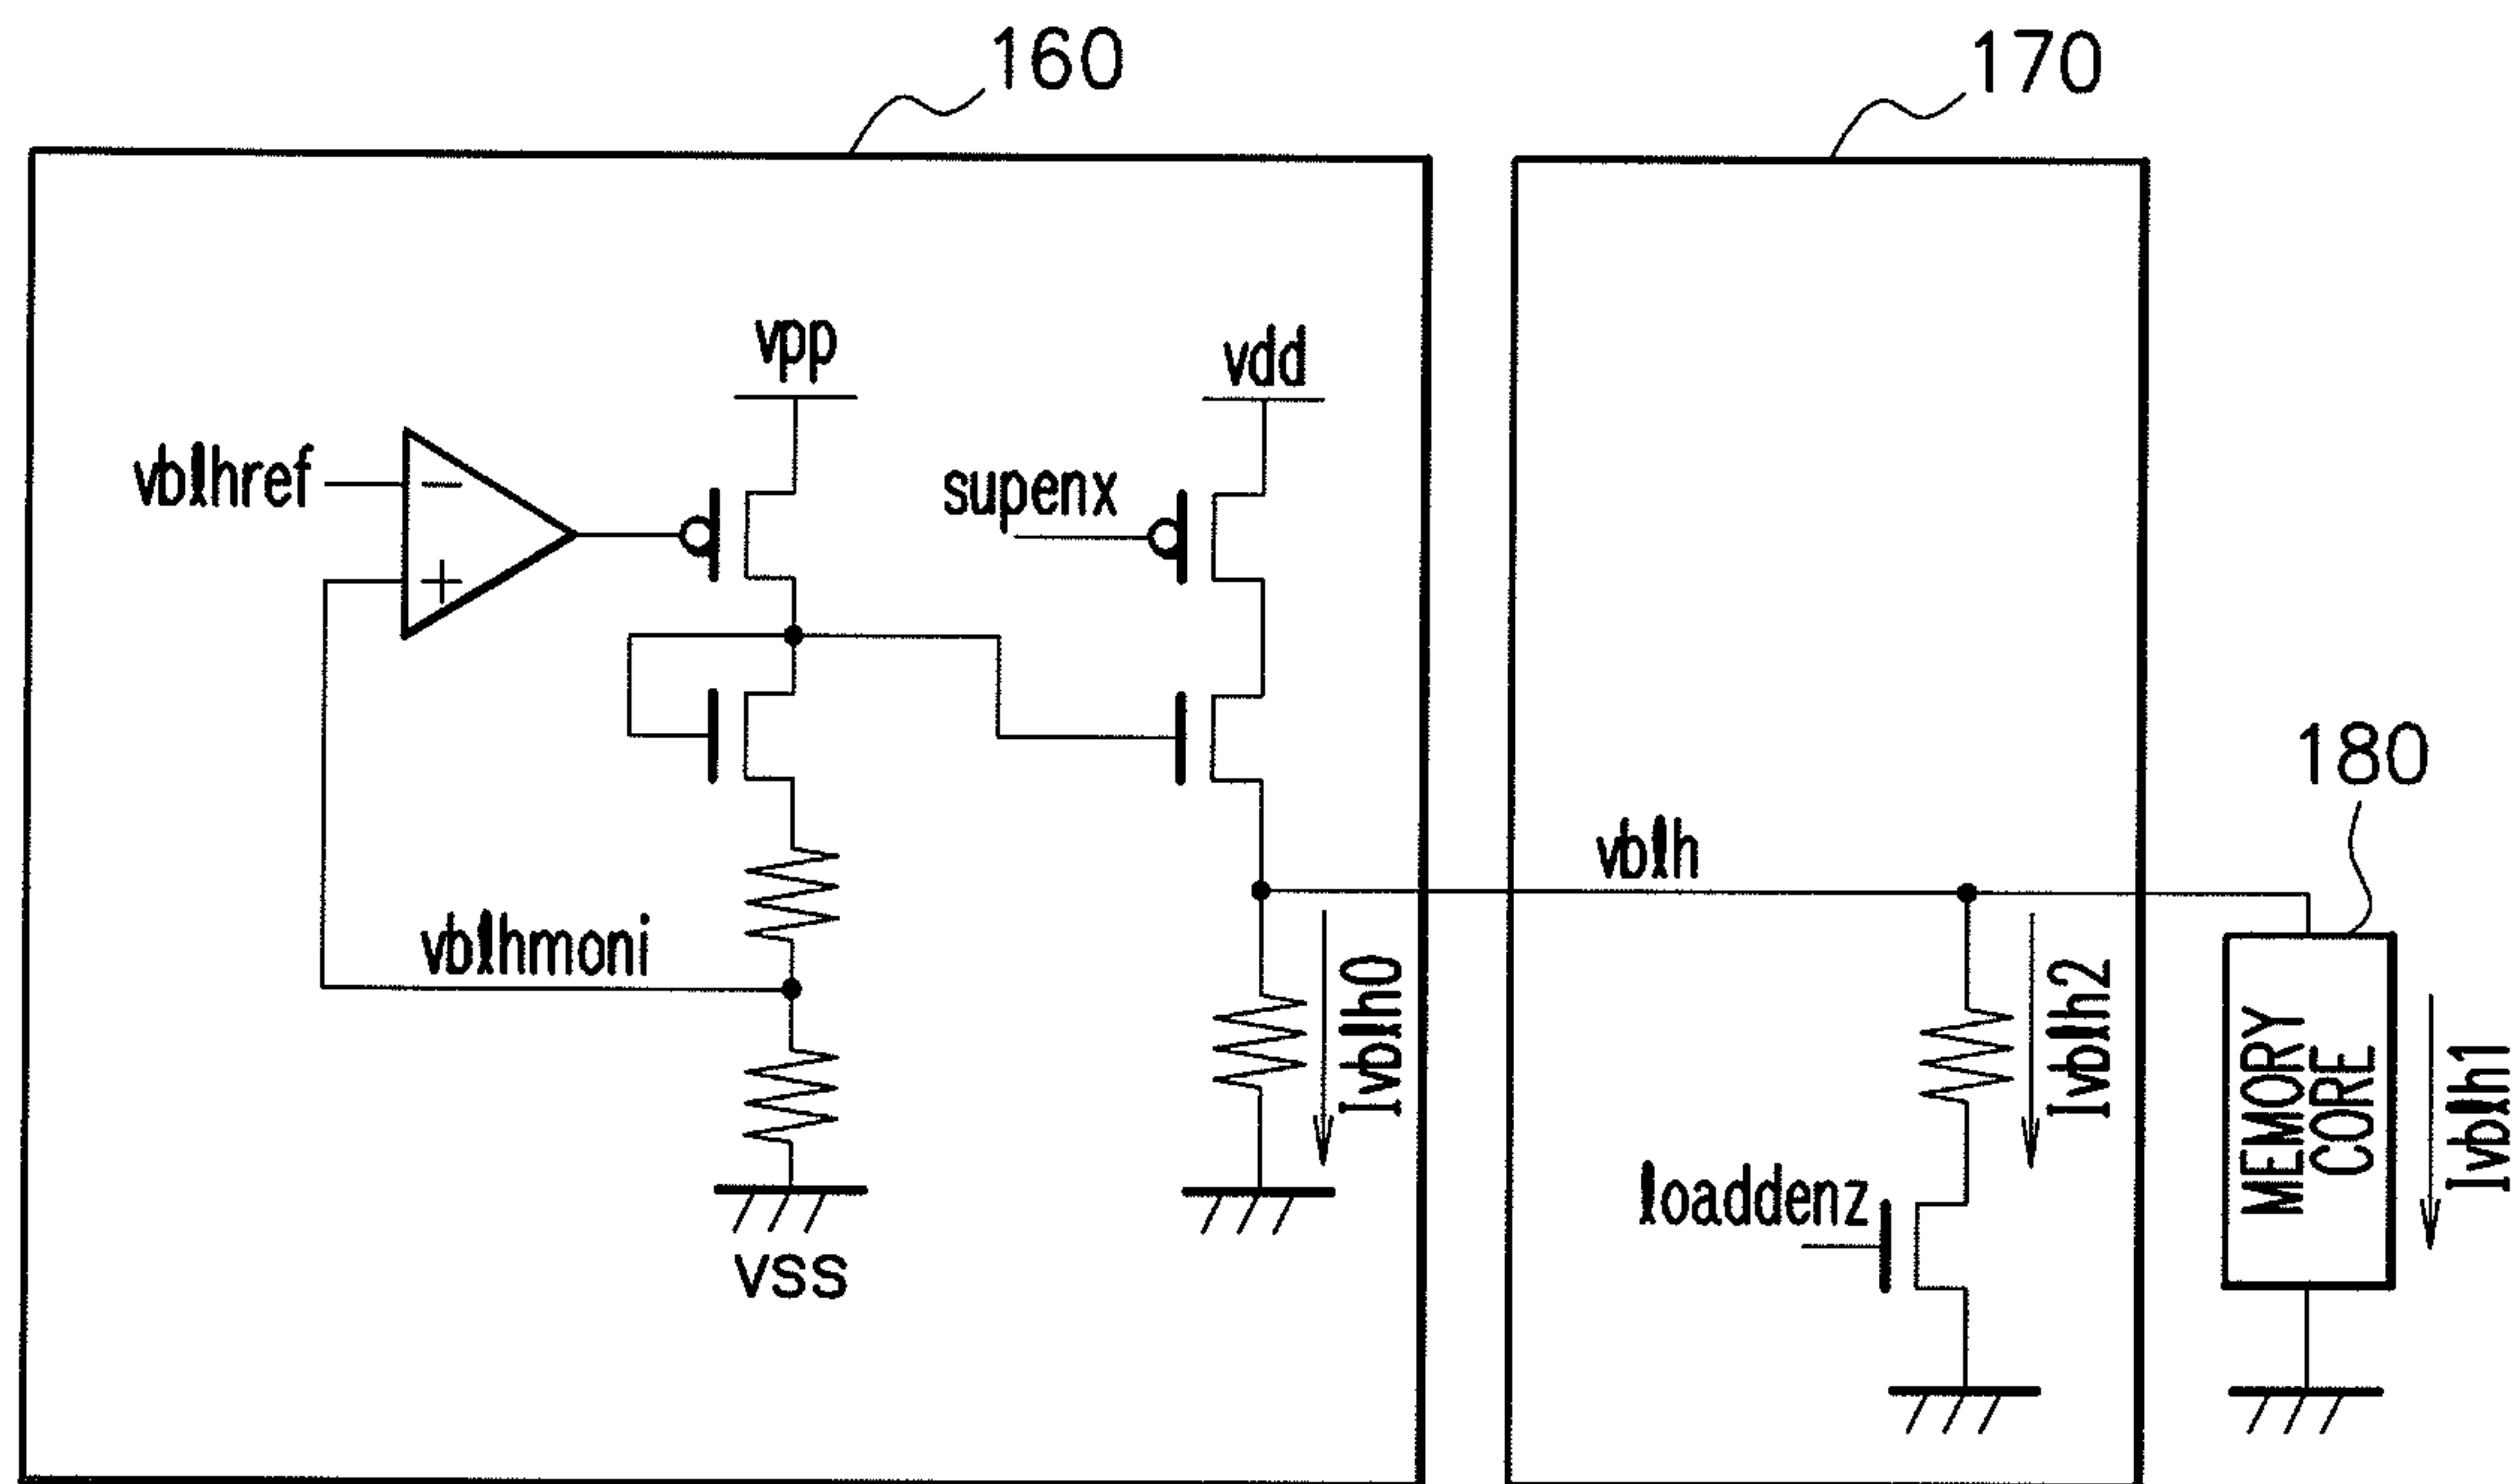 160
170
vpp
vdd
vblhref
−
supenx
+
180
vblh
vblhmoni
Ivblh0
Ivblh2
MEMORY
CORE
Ivblh1
loaddenz
vss